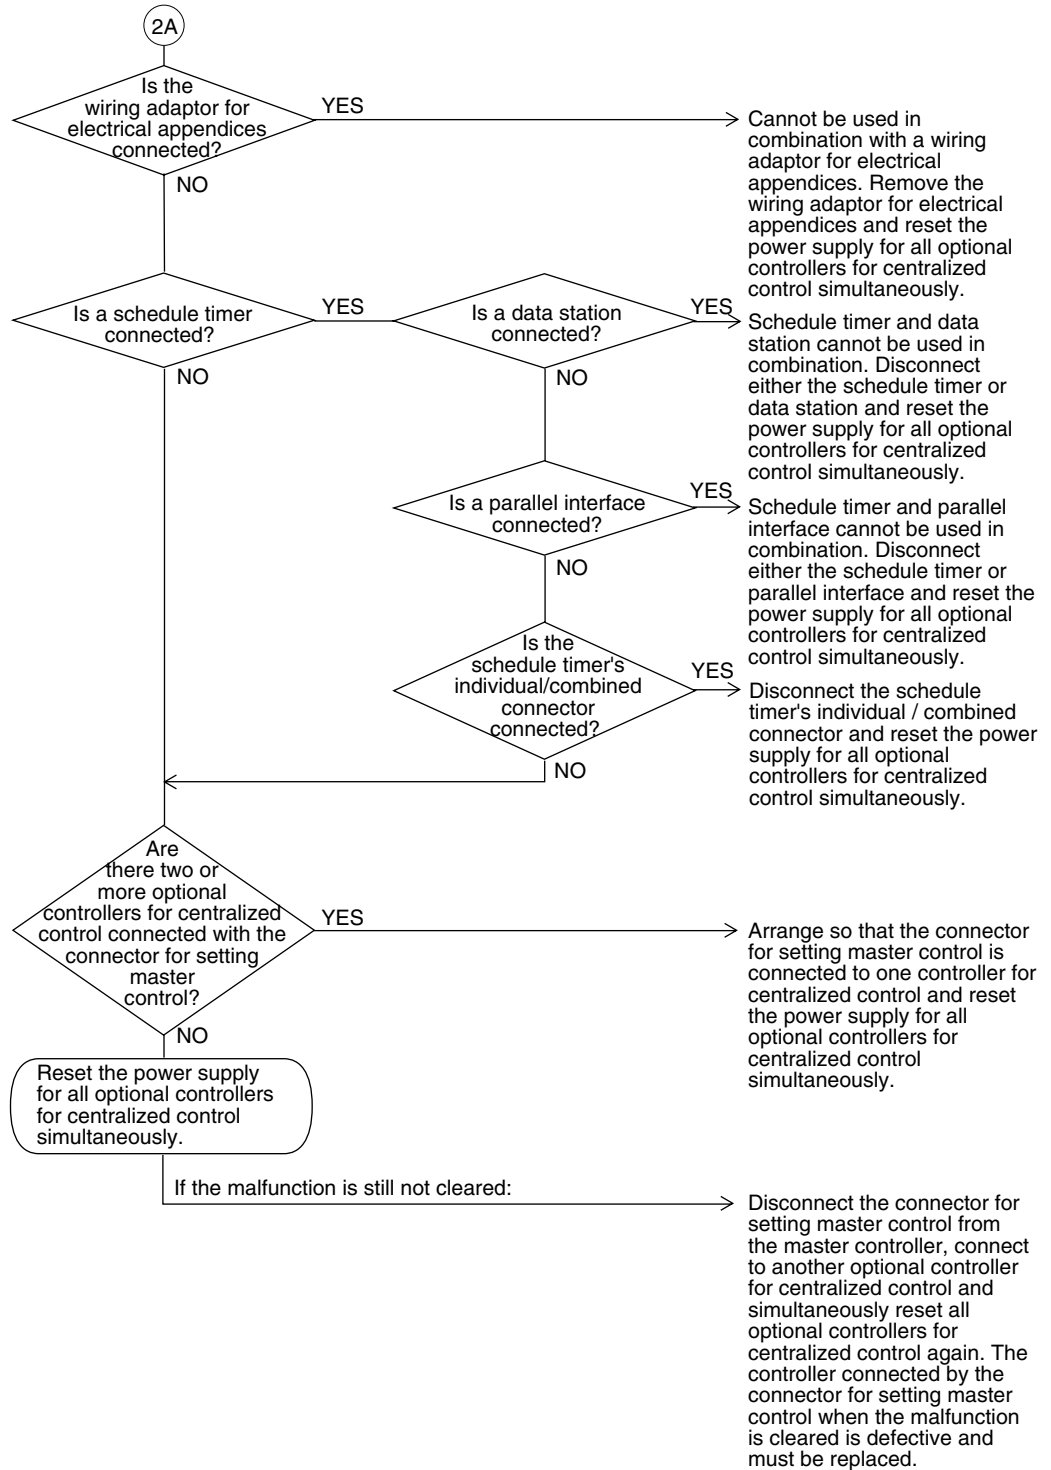 2A
Is the
wiring adaptor for
electrical appendices
connected?
YES
NO
Cannot be used in
combination with a wiring
adaptor for electrical
appendices. Remove the
wiring adaptor for electrical
appendices and reset the
power supply for all optional
controllers for centralized
control simultaneously.
Is a schedule timer
connected?
YES
NO
Is a data station
connected?
YES
NO
Schedule timer and data
station cannot be used in
combination. Disconnect
either the schedule timer or
data station and reset the
power supply for all optional
controllers for centralized
control simultaneously.
Is a parallel interface
connected?
YES
NO
Schedule timer and parallel
interface cannot be used in
combination. Disconnect
either the schedule timer or
parallel interface and reset the
power supply for all optional
controllers for centralized
control simultaneously.
Is the
schedule timer's
individual/combined
connector
connected?
YES
NO
Disconnect the schedule
timer's individual / combined
connector and reset the power
supply for all optional
controllers for centralized
control simultaneously.
Are
there two or
more optional
controllers for centralized
control connected with the
connector for setting
master
control?
YES
NO
Arrange so that the connector
for setting master control is
connected to one controller for
centralized control and reset
the power supply for all
optional controllers for
centralized control
simultaneously.
Reset the power supply
for all optional controllers
for centralized control
simultaneously.
If the malfunction is still not cleared:
Disconnect the connector for
setting master control from
the master controller, connect
to another optional controller
for centralized control and
simultaneously reset all
optional controllers for
centralized control again. The
controller connected by the
connector for setting master
control when the malfunction
is cleared is defective and
must be replaced.